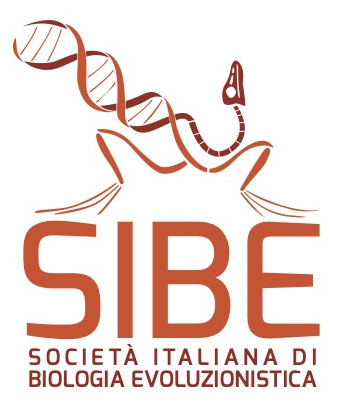 SIBE
SOCIETÀ ITALIANA DI
BIOLOGIA EVOLUZIONISTICA